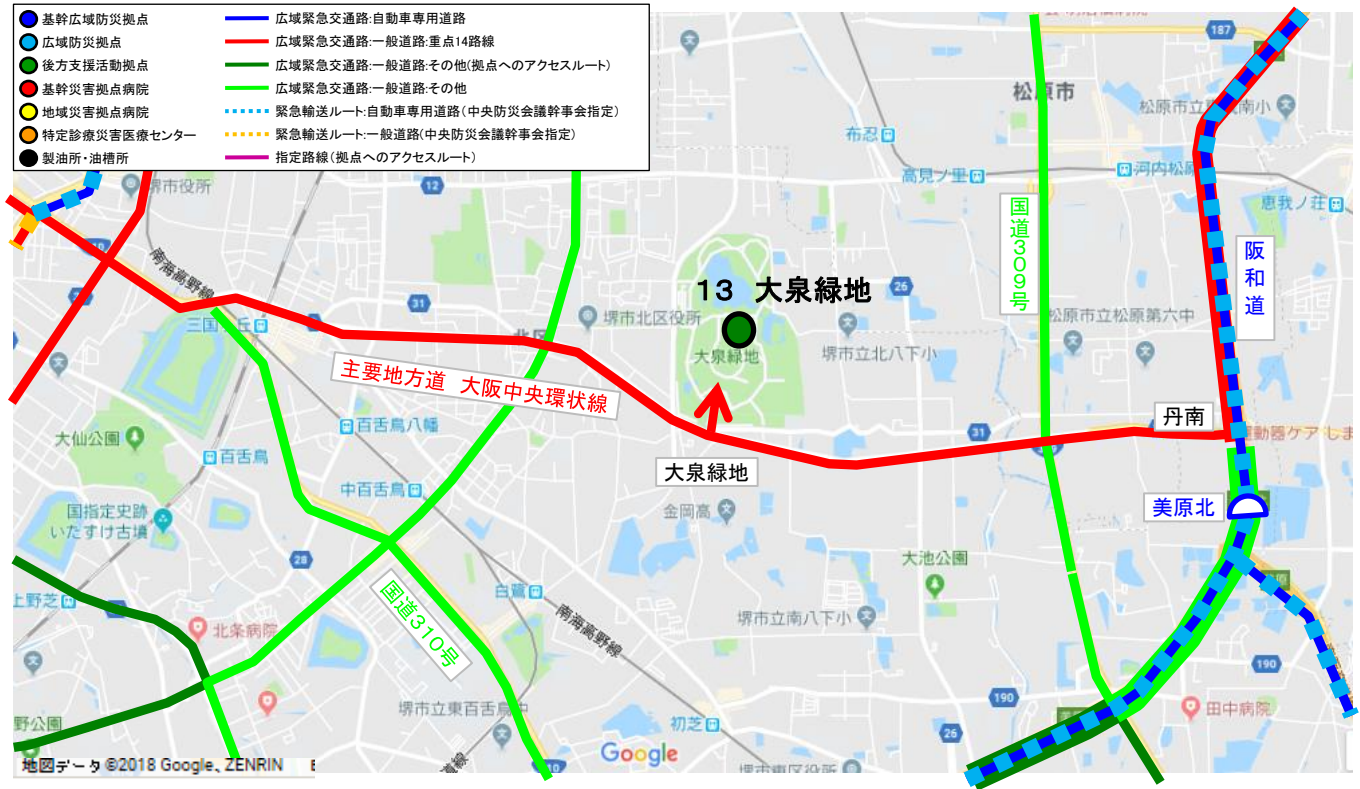 基幹広域防災拠点
広域防災拠点
後方支援活動拠点
基幹災害拠点病院
地域災害拠点病院
特定診療災害医療センター
製油所・油槽所
広域緊急交通路:自動車専用道路
広域緊急交通路:一般道路:重点14路線
広域緊急交通路:一般道路:その他(拠点へのアクセスルート)
広域緊急交通路:一般道路:その他
緊急輸送ルート:自動車専用道路(中央防災会議幹事会指定)
緊急輸送ルート:一般道路(中央防災会議幹事会指定)
指定路線(拠点へのアクセスルート)
187
松原市
布忍
高見ノ里
河内松原
恵我ノ荘
堺市役所
12
南海高野線
国道309号
阪和道
13 大泉緑地
26
31
堺市北区役所
大泉緑地
堺市立北八下小
松原市立松原第六中
北区
主要地方道 大阪中央環状線
百舌鳥八幡
大仙公園
百舌鳥
31
丹南
大泉緑地
中百舌鳥
金岡高
美原北
国指定史跡
いたすけ古墳
28
大池公園
国道310号
白鷺
南海高野線
上野芝
北条病院
堺市立南八下小
190
190
田中病院
初芝
26
Google
地図データ ©2018 Google、ZENRIN